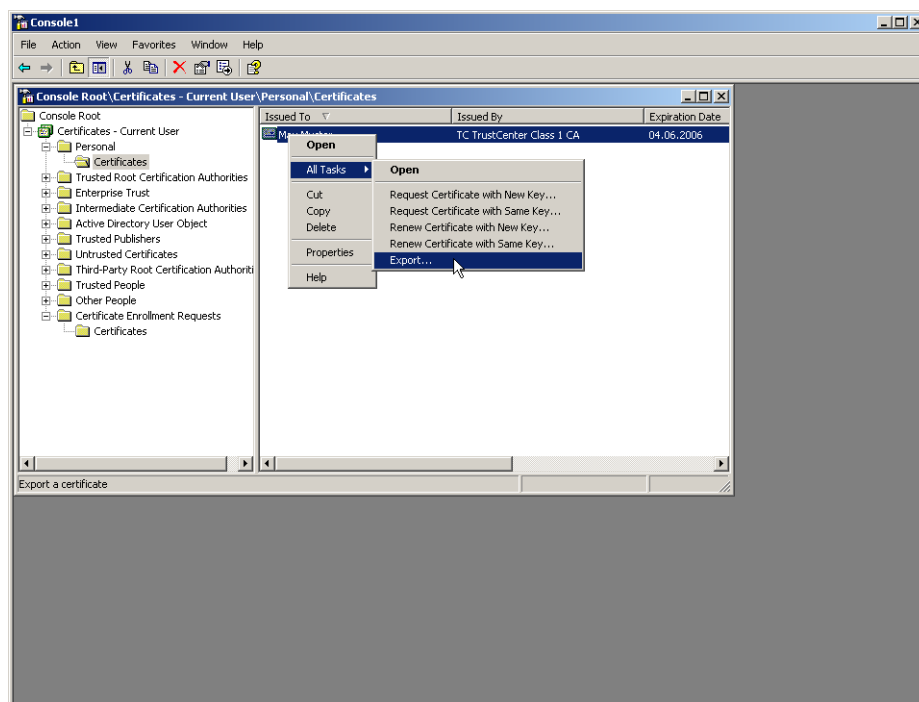 Console1
File Action View Favorites Window Help
Console Root\Certificates - Current User\Personal\Certificates
Console Root
Certificates - Current User
Personal
Certificates
Trusted Root Certification Authorities
Enterprise Trust
Intermediate Certification Authorities
Active Directory User Object
Trusted Publishers
Untrusted Certificates
Third-Party Root Certification Authoriti
Trusted People
Other People
Certificate Enrollment Requests
Certificates
Issued To Issued By Expiration Date
TC TrustCenter Class 1 CA 04.06.2006
Open
All Tasks
Cut
Copy
Delete
Properties
Help
Open
Request Certificate with New Key...
Request Certificate with Same Key...
Renew Certificate with New Key...
Renew Certificate with Same Key...
Export...
Export a certificate